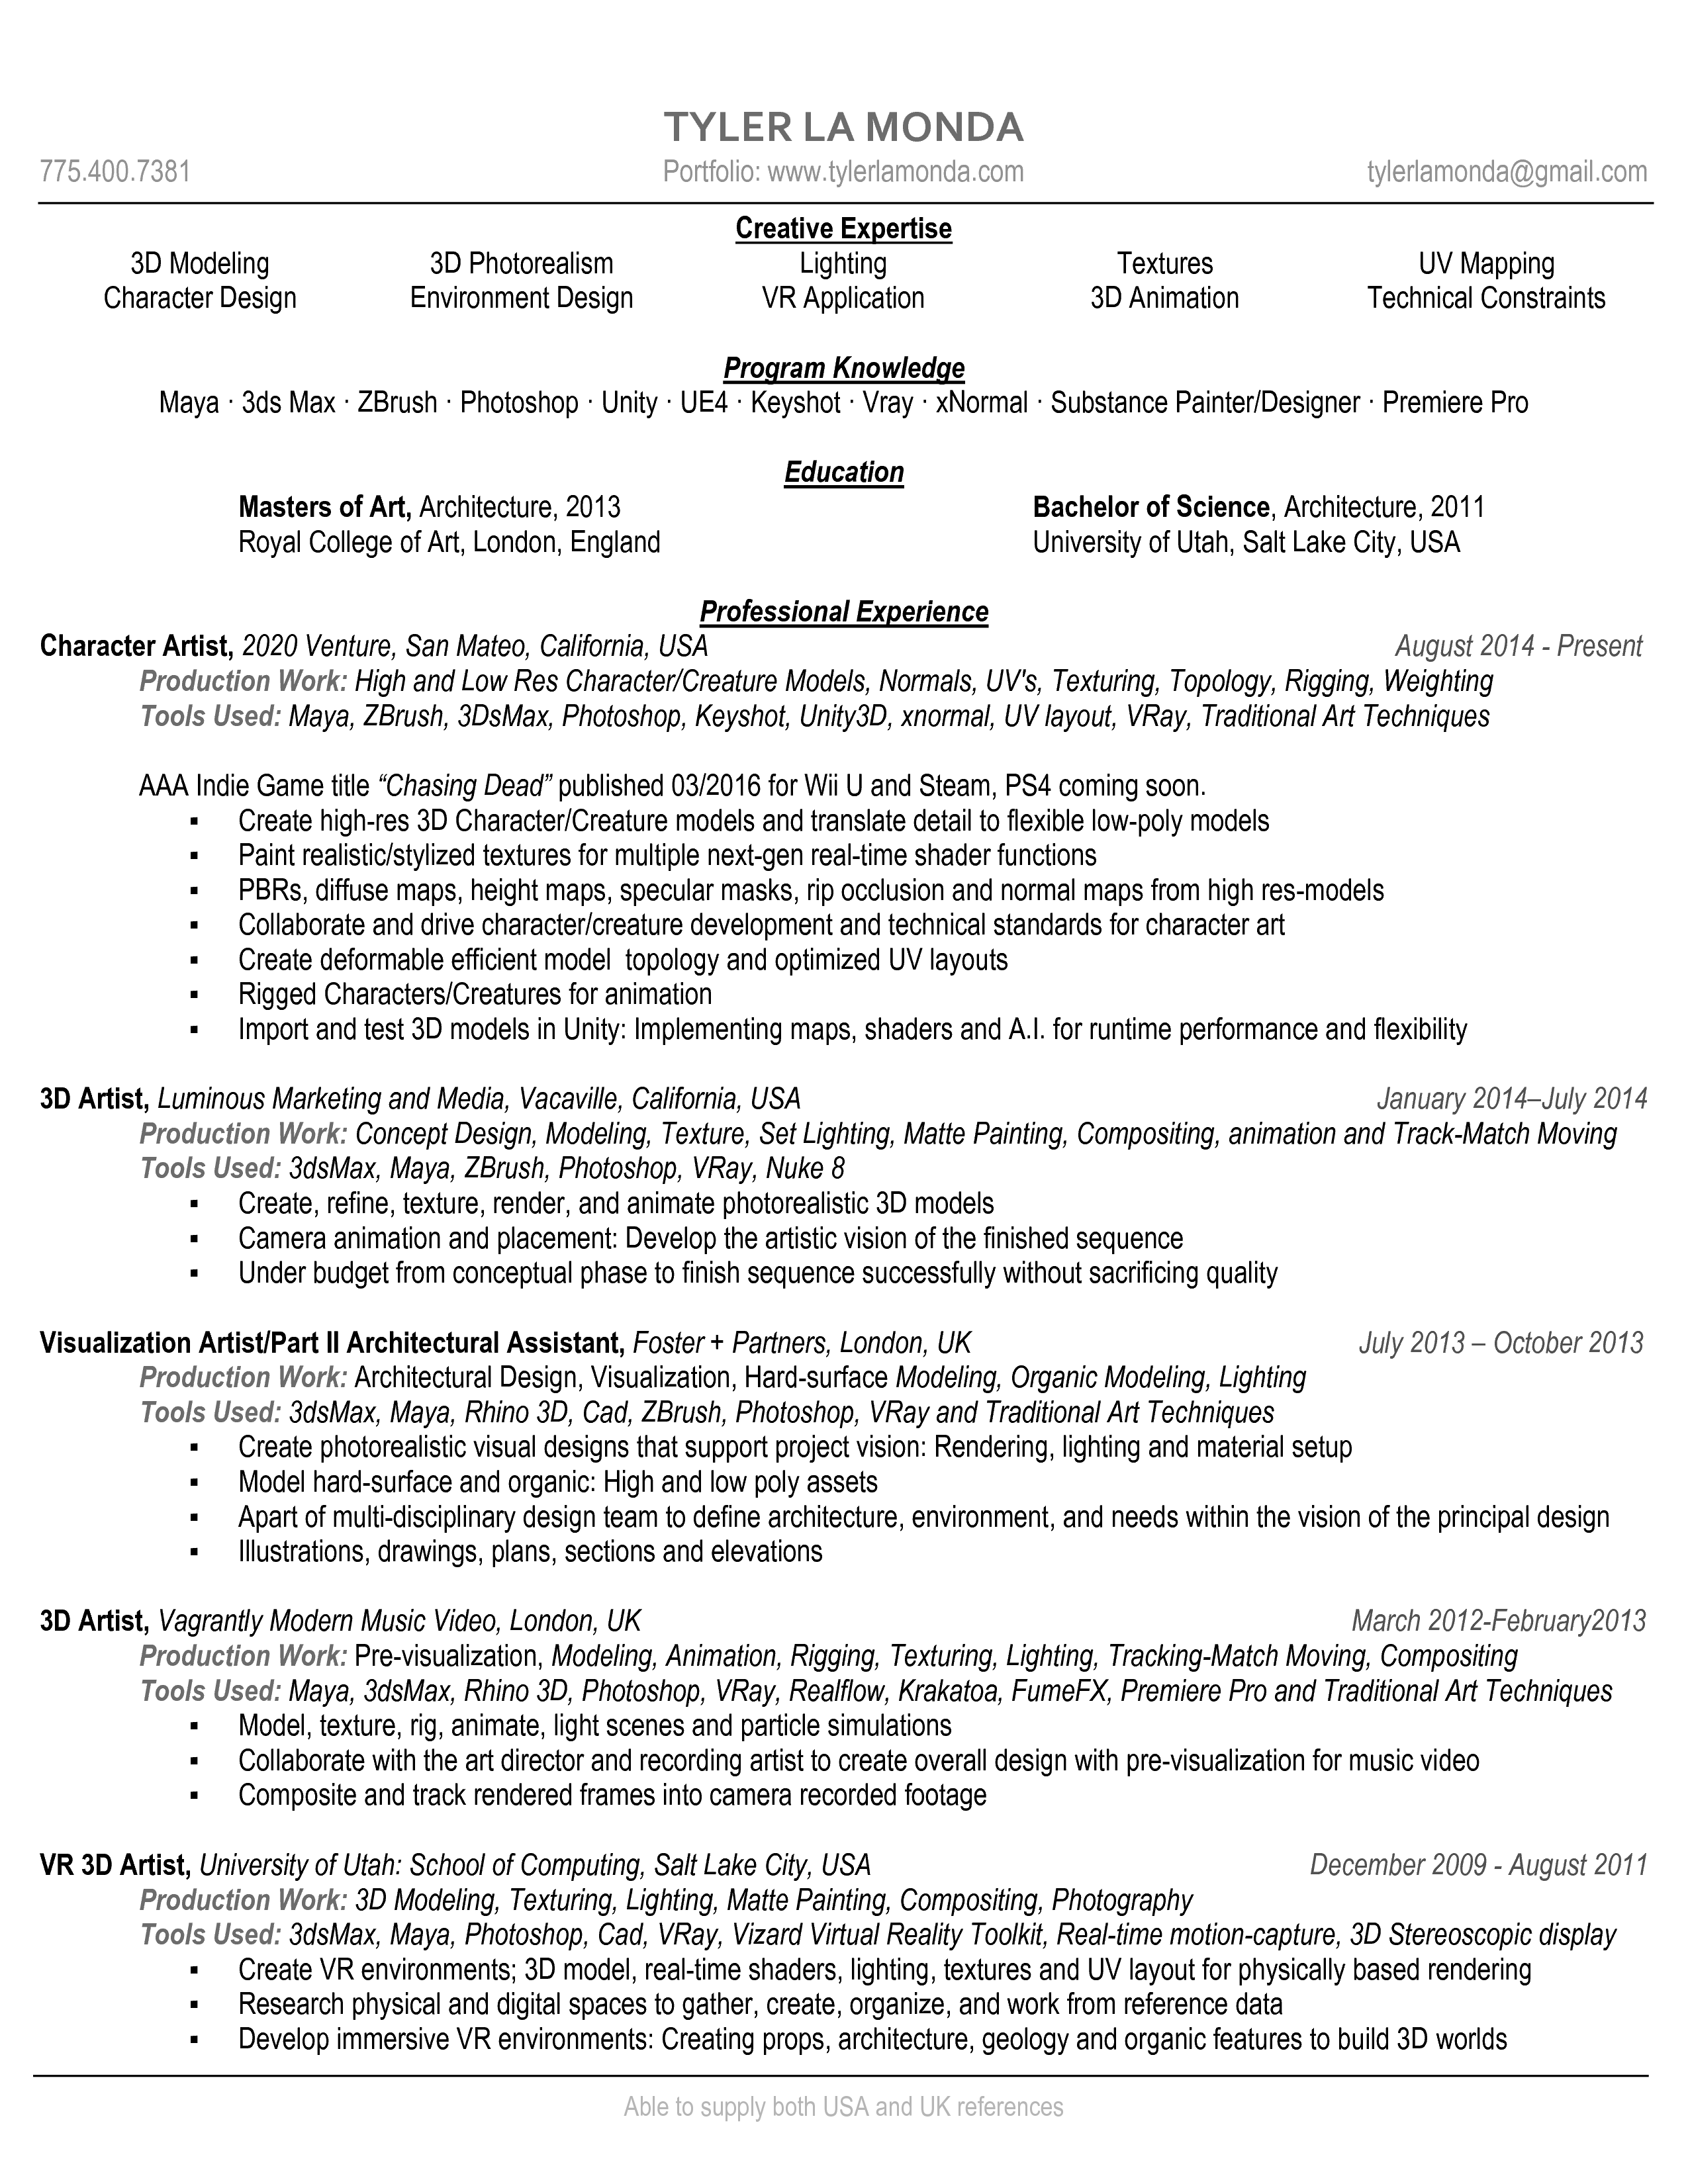 TYLER LA MONDA
775.400.7381 Portfolio: www.tylerlamonda.com tylerlamonda@gmail.com
Creative Expertise
3D Modeling 3D Photorealism Lighting Textures UV Mapping
Character Design Environment Design VR Application 3D Animation Technical Constraints
Program Knowledge
Maya · 3ds Max · ZBrush · Photoshop · Unity · UE4 · Keyshot · Vray · xNormal · Substance Painter/Designer · Premiere Pro
Education
Masters of Art, Architecture, 2013 Bachelor of Science, Architecture, 2011
Royal College of Art, London, England University of Utah, Salt Lake City, USA
Professional Experience
Character Artist, 2020 Venture, San Mateo, California, USA August 2014 - Present
Production Work: High and Low Res Character/Creature Models, Normals, UV's, Texturing, Topology, Rigging, Weighting
Tools Used: Maya, ZBrush, 3DsMax, Photoshop, Keyshot, Unity3D, xnormal, UV layout, VRay, Traditional Art Techniques
AAA Indie Game title “Chasing Dead” published 03/2016 for Wii U and Steam, PS4 coming soon.
▪ Create high-res 3D Character/Creature models and translate detail to flexible low-poly models
▪ Paint realistic/stylized textures for multiple next-gen real-time shader functions
▪ PBRs, diffuse maps, height maps, specular masks, rip occlusion and normal maps from high res-models
▪ Collaborate and drive character/creature development and technical standards for character art
▪ Create deformable efficient model  topology and optimized UV layouts
▪ Rigged Characters/Creatures for animation
▪ Import and test 3D models in Unity: Implementing maps, shaders and A.I. for runtime performance and flexibility
3D Artist, Luminous Marketing and Media, Vacaville, California, USA January 2014–July 2014
Production Work: Concept Design, Modeling, Texture, Set Lighting, Matte Painting, Compositing, animation and Track-Match Moving
Tools Used: 3dsMax, Maya, ZBrush, Photoshop, VRay, Nuke 8
▪ Create, refine, texture, render, and animate photorealistic 3D models
▪ Camera animation and placement: Develop the artistic vision of the finished sequence
▪ Under budget from conceptual phase to finish sequence successfully without sacrificing quality
Visualization Artist/Part II Architectural Assistant, Foster + Partners, London, UK July 2013 – October 2013
Production Work: Architectural Design, Visualization, Hard-surface Modeling, Organic Modeling, Lighting
Tools Used: 3dsMax, Maya, Rhino 3D, Cad, ZBrush, Photoshop, VRay and Traditional Art Techniques
▪ Create photorealistic visual designs that support project vision: Rendering, lighting and material setup
▪ Model hard-surface and organic: High and low poly assets
▪ Apart of multi-disciplinary design team to define architecture, environment, and needs within the vision of the principal design
▪ Illustrations, drawings, plans, sections and elevations
3D Artist, Vagrantly Modern Music Video, London, UK March 2012-February2013
Production Work: Pre-visualization, Modeling, Animation, Rigging, Texturing, Lighting, Tracking-Match Moving, Compositing
Tools Used: Maya, 3dsMax, Rhino 3D, Photoshop, VRay, Realflow, Krakatoa, FumeFX, Premiere Pro and Traditional Art Techniques
▪ Model, texture, rig, animate, light scenes and particle simulations
▪ Collaborate with the art director and recording artist to create overall design with pre-visualization for music video
▪ Composite and track rendered frames into camera recorded footage
VR 3D Artist, University of Utah: School of Computing, Salt Lake City, USA December 2009 - August 2011
Production Work: 3D Modeling, Texturing, Lighting, Matte Painting, Compositing, Photography
Tools Used: 3dsMax, Maya, Photoshop, Cad, VRay, Vizard Virtual Reality Toolkit, Real-time motion-capture, 3D Stereoscopic display
▪ Create VR environments; 3D model, real-time shaders, lighting, textures and UV layout for physically based rendering
▪ Research physical and digital spaces to gather, create, organize, and work from reference data
▪ Develop immersive VR environments: Creating props, architecture, geology and organic features to build 3D worlds
Able to supply both USA and UK references